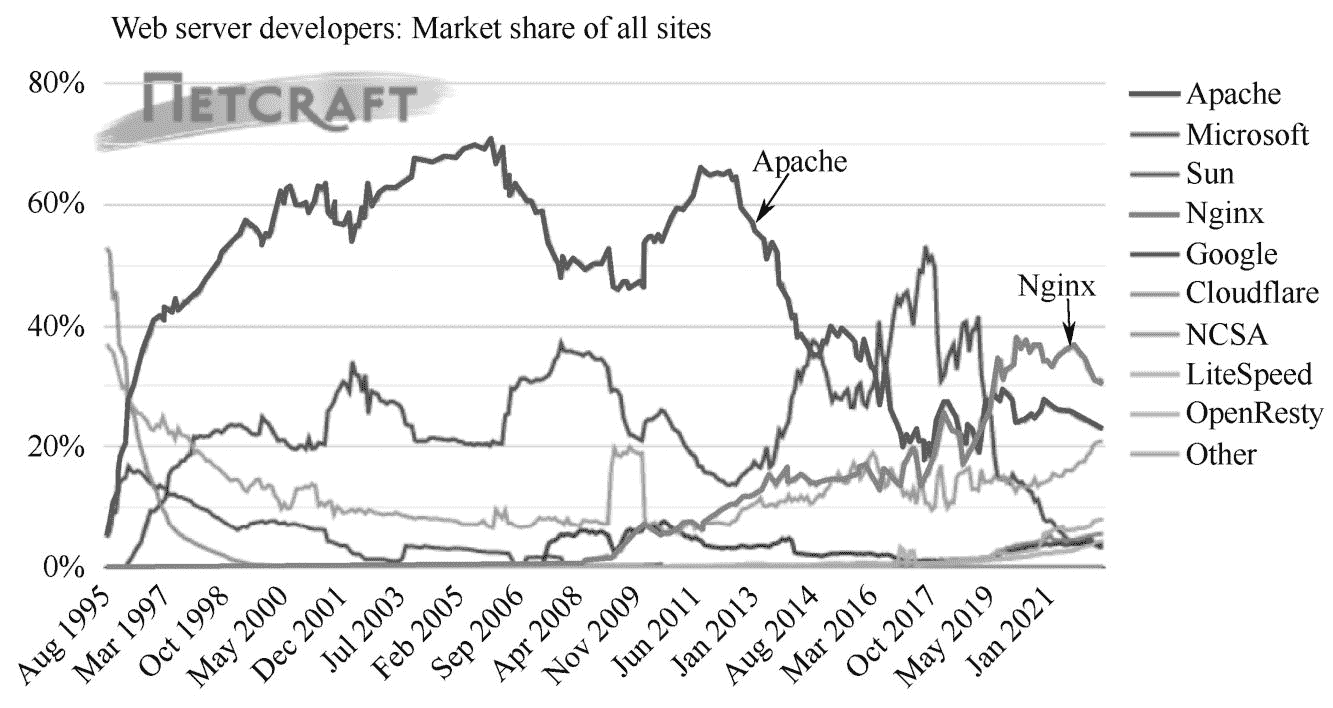 Web server developers: Market share of all sites
NETCRAFT
80%
60%
40%
20%
0%
Apache
Nginx
Aug 1995
Mar 1997
Oct 1998
May 2000
Dec 2001
Jul 2003
Feb 2005
Sep 2006
Apr 2008
Nov 2009
Jun 2011
Jan 2013
Aug 2014
Mar 2016
Oct 2017
May 2019
Jan 2021
Apache
Microsoft
Sun
Nginx
Google
Cloudflare
NCSA
LiteSpeed
OpenResty
Other